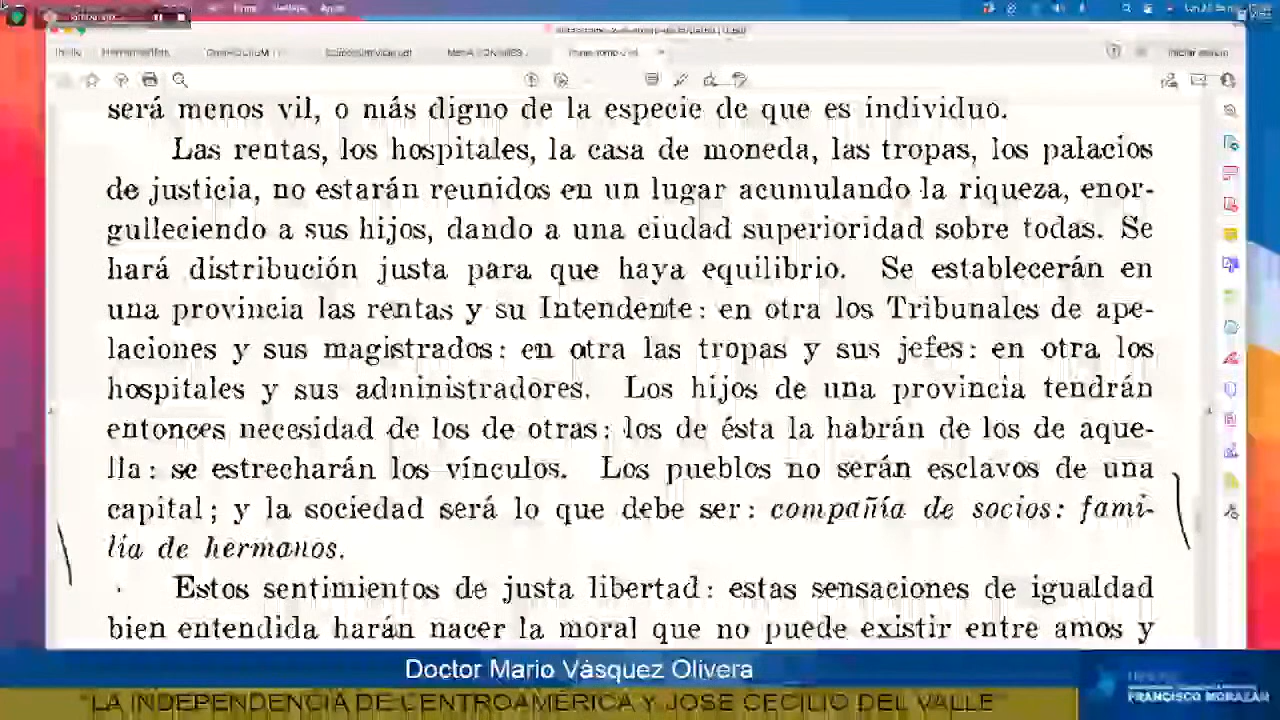 será menos vil, o más digno de la especie de que es individuo.
Las rentas, los hospitales, la casa de moneda, las tropas, los palacios
de justicia, no estarán reunidos en un lugar acumulando la riqueza, enor-
gulleciendo a sus hijos, dando a una ciudad superioridad sobre todas. Se
hará distribución justa para que haya equilibrio. Se establecerán en
una provincia las rentas y su Intendente: en otra los Tribunales de ape-
laciones y sus magistrados: en otra las tropas y sus jefes: en otra los
hospitales y sus administradores. Los hijos de una provincia tendrán
entonces necesidad de los de otras: los de ésta la habrán de los de aque-
lla: se estrecharán los vínculos. Los pueblos no serán esclavos de una
capital; y la sociedad será lo que debe ser: compañía de socios: fami-
lia de hermanos.
Estos sentimientos de justa libertad: estas sensaciones de igualdad
bien entendida harán nacer la moral que no puede existir entre amos y
Doctor Mario Vásquez Olivera
"LA INDEPENDENCIA DE CENTROAMÉRICA Y JOSÉ CECILIO DEL VALLE"
FRANCISCO MORAZÁN